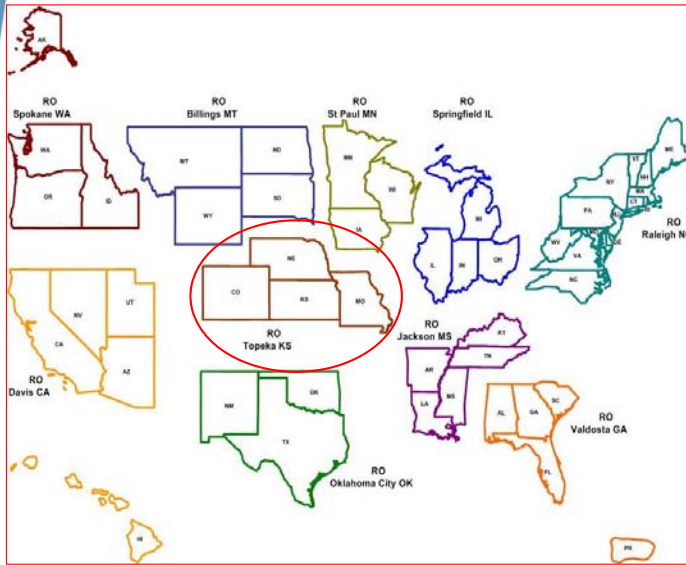 AK
RO
Spokane WA
RO
Billings MT
RO
St Paul MN
RO
Springfield IL
WA
OR
ID
MT
ND
SD
WY
MN
WI
IA
MI
IL
IN
OH
ME
VT
NH
NY
MA
CT
RI
PA
NJ
MD
DE
WV
VA
NC
RO
Raleigh NC
NE
CO
KS
MO
RO
Topeka KS
NV
UT
CA
AZ
RO
Davis CA
RO
Jackson MS
KY
TN
AR
MS
LA
NM
OK
TX
RO
Oklahoma City OK
AL
GA
SC
FL
RO
Valdosta GA
HI
PR